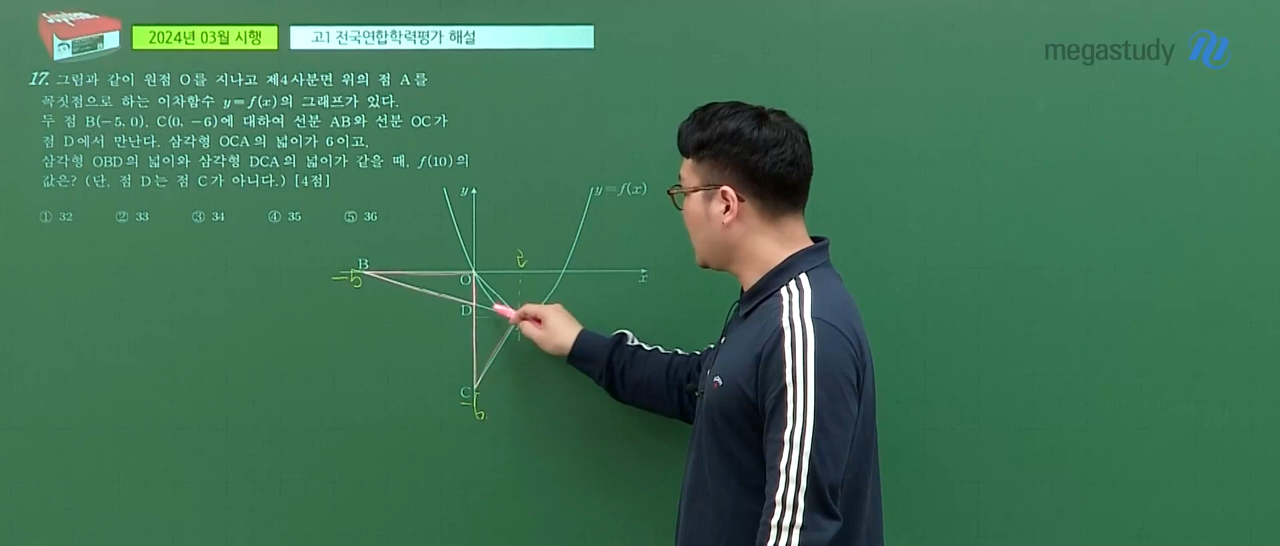 2024년 03월 시행
고1 전국연합학력평가 해설
megastudy
17. 그림과 같이 원점 O를 지나고 제4사분면 위의 점 A를
꼭짓점으로 하는 이차함수 y=f(x)의 그래프가 있다.
두 점 B(-5, 0), C(0, -6)에 대하여 선분 AB와 선분 OC가
점 D에서 만난다. 삼각형 OCA의 넓이가 6이고,
삼각형 OBD의 넓이와 삼각형 DCA의 넓이가 같을 때, f(10)의
값은? (단, 점 D는 점 C가 아니다.) [4점]
① 32 ② 33 ③ 34 ④ 35 ⑤ 36
y
y=f(x)
2
B
-5
O
x
D
C
-6